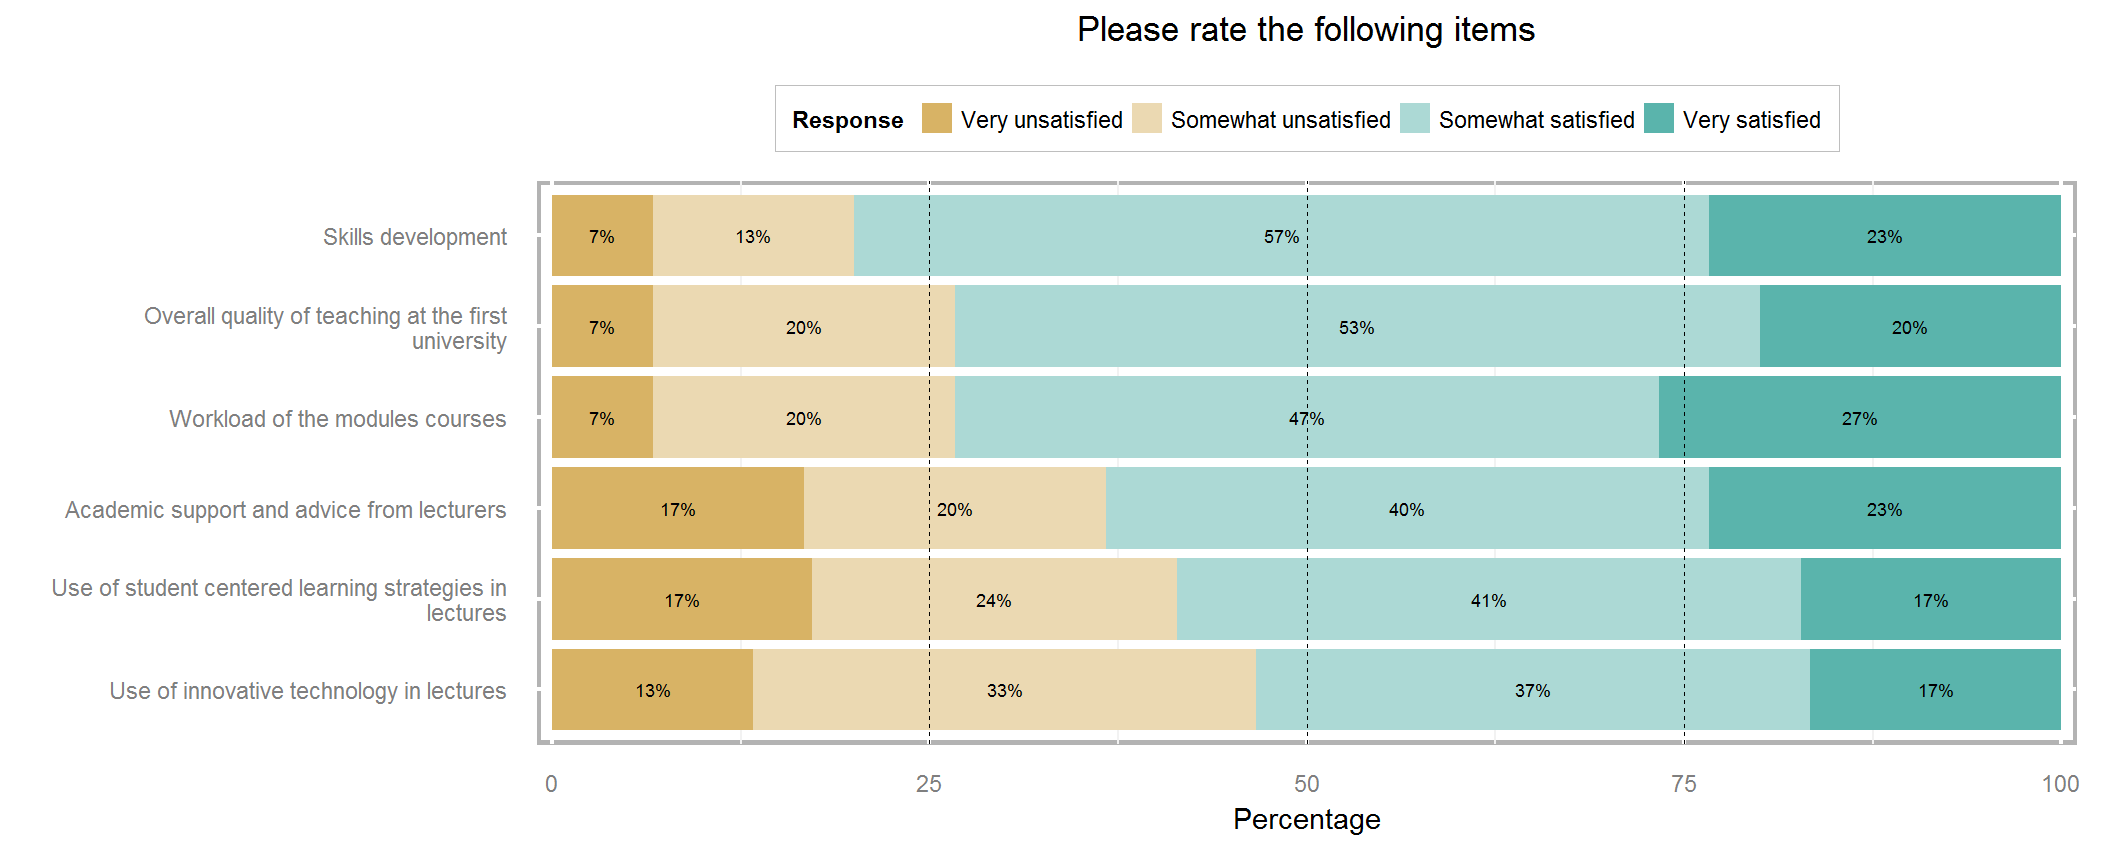 Please rate the following items
Response Very unsatisfied Somewhat unsatisfied Somewhat satisfied Very satisfied
Skills development 7% 13% 57% 23%
Overall quality of teaching at the first
university
7% 20% 53% 20%
Workload of the modules courses 7% 20% 47% 27%
Academic support and advice from lecturers 17% 20% 40% 23%
Use of student centered learning strategies in
lectures
17% 24% 41% 17%
Use of innovative technology in lectures 13% 33% 37% 17%
0 25 50 75 100
Percentage